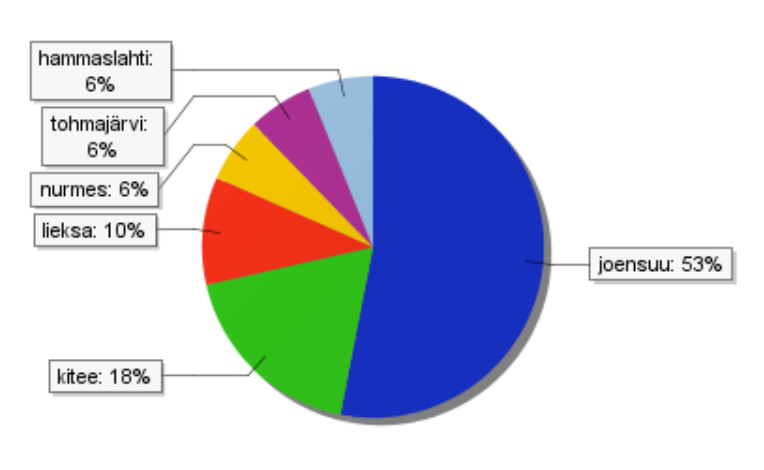 hammaslahti:
6%
tohmajärvi:
6%
nurmes: 6%
lieksa: 10%
joensuu: 53%
kitee: 18%